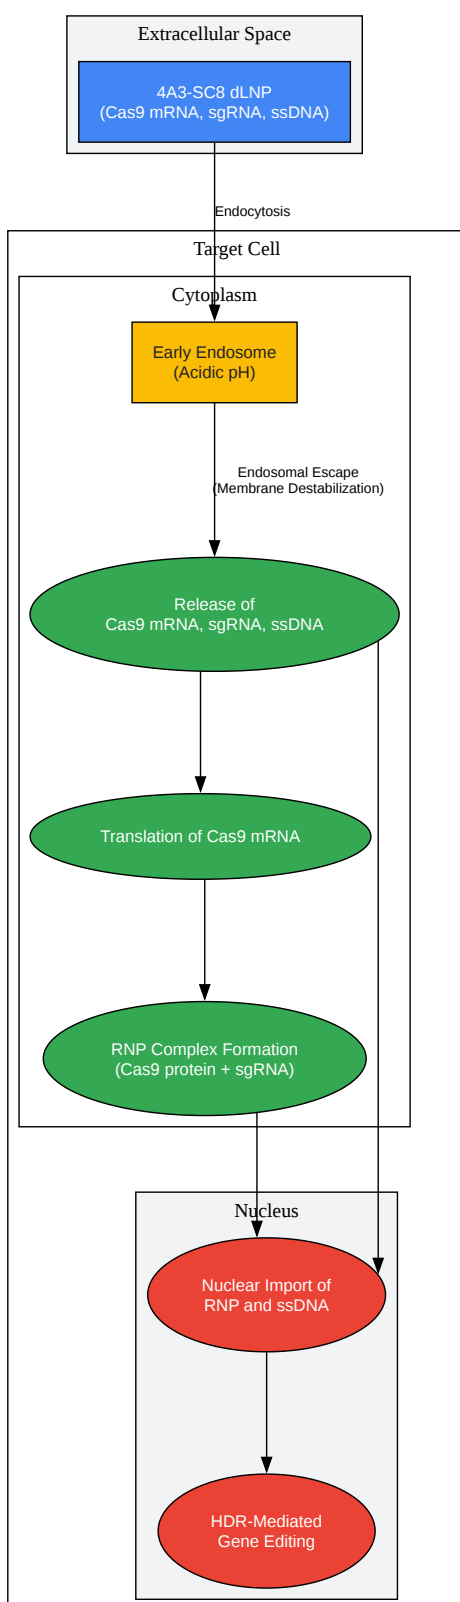 Extracellular Space
4A3-SC8 dLNP
(Cas9 mRNA, sgRNA, ssDNA)
Endocytosis
Target Cell
Cytoplasm
Early Endosome
(Acidic pH)
Endosomal Escape
(Membrane Destabilization)
Release of
Cas9 mRNA, sgRNA, ssDNA
Translation of Cas9 mRNA
RNP Complex Formation
(Cas9 protein + sgRNA)
Nucleus
Nuclear Import of
RNP and ssDNA
HDR-Mediated
Gene Editing